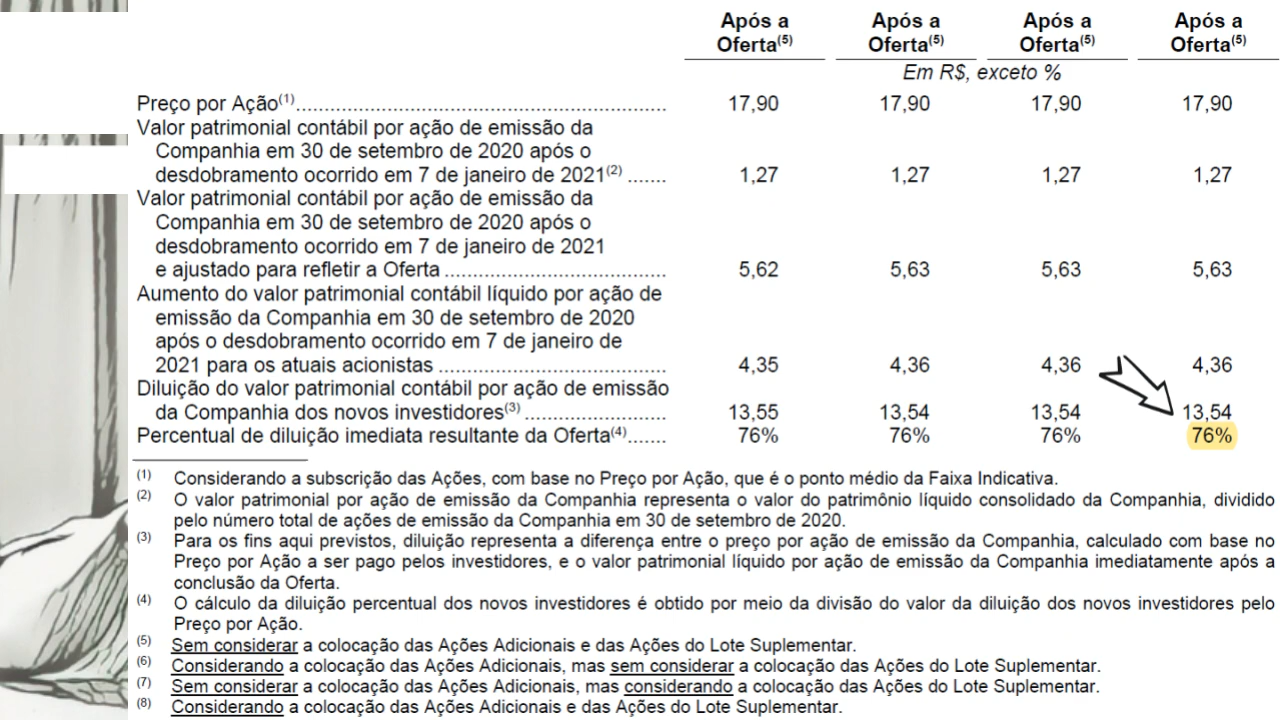 Após a Oferta(5) Após a Oferta(5) Após a Oferta(5) Após a Oferta(5)
Em R$, exceto %
Preço por Ação(1)................................................................ 17,90 17,90 17,90 17,90
Valor patrimonial contábil por ação de emissão da
Companhia em 30 de setembro de 2020 após o
desdobramento ocorrido em 7 de janeiro de 2021(2) ....... 1,27 1,27 1,27 1,27
Valor patrimonial contábil por ação de emissão da
Companhia em 30 de setembro de 2020 após o
desdobramento ocorrido em 7 de janeiro de 2021
e ajustado para refletir a Oferta ...................................... 5,62 5,63 5,63 5,63
Aumento do valor patrimonial contábil líquido por ação de
emissão da Companhia em 30 de setembro de 2020
após o desdobramento ocorrido em 7 de janeiro de
2021 para os atuais acionistas ....................................... 4,35 4,36 4,36 4,36
Diluição do valor patrimonial contábil por ação de emissão
da Companhia dos novos investidores(3) ........................ 13,55 13,54 13,54 13,54
Percentual de diluição imediata resultante da Oferta(4)....... 76% 76% 76% 76%
(1) Considerando a subscrição das Ações, com base no Preço por Ação, que é o ponto médio da Faixa Indicativa.
(2) O valor patrimonial por ação de emissão da Companhia representa o valor do patrimônio líquido consolidado da Companhia, dividido
pelo número total de ações de emissão da Companhia em 30 de setembro de 2020.
(3) Para os fins aqui previstos, diluição representa a diferença entre o preço por ação de emissão da Companhia, calculado com base no
Preço por Ação a ser pago pelos investidores, e o valor patrimonial líquido por ação de emissão da Companhia imediatamente após a
conclusão da Oferta.
(4) O cálculo da diluição percentual dos novos investidores é obtido por meio da divisão do valor da diluição dos novos investidores pelo
Preço por Ação.
(5) Sem considerar a colocação das Ações Adicionais e das Ações do Lote Suplementar.
(6) Considerando a colocação das Ações Adicionais, mas sem considerar a colocação das Ações do Lote Suplementar.
(7) Sem considerar a colocação das Ações Adicionais, mas considerando a colocação das Ações do Lote Suplementar.
(8) Considerando a colocação das Ações Adicionais e das Ações do Lote Suplementar.